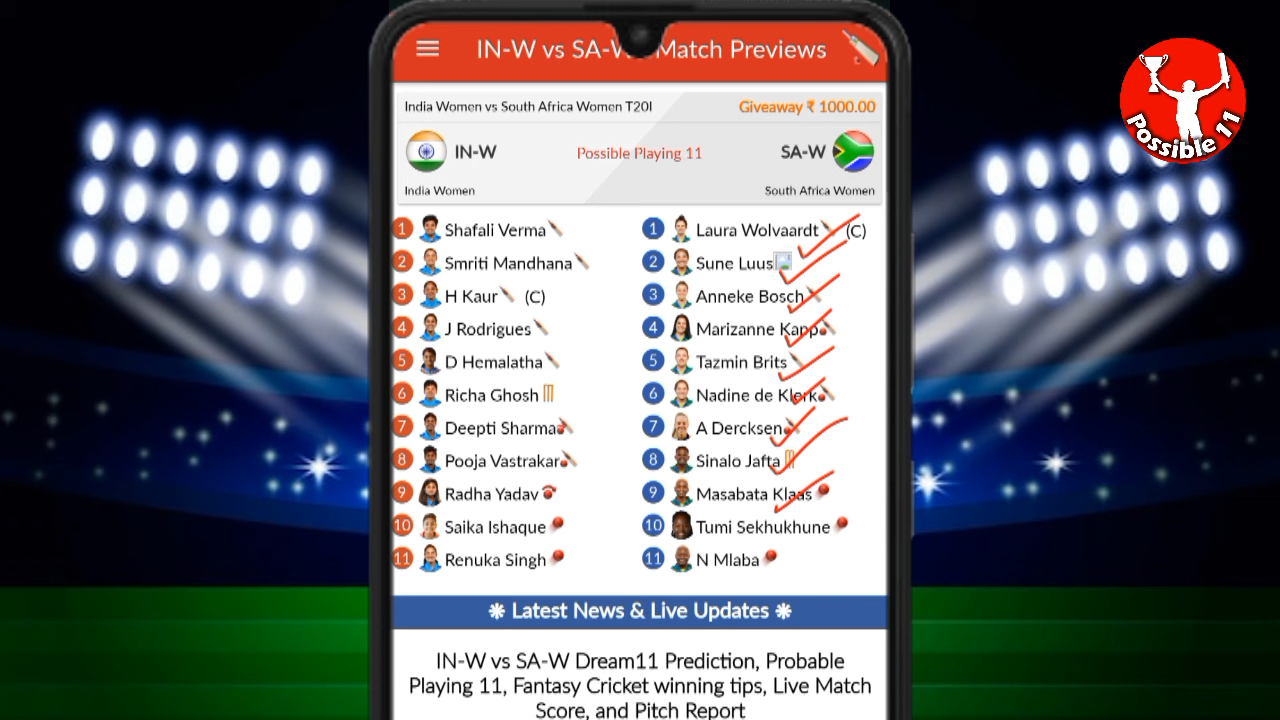 IN-W vs SA-W Match Previews
India Women vs South Africa Women T20I
Giveaway ₹ 1000.00
IN-W
Possible Playing 11
SA-W
India Women
South Africa Women
1 Shafali Verma
2 Smriti Mandhana
3 H Kaur (C)
4 J Rodrigues
5 D Hemalatha
6 Richa Ghosh
7 Deepti Sharma
8 Pooja Vastrakar
9 Radha Yadav
10 Saika Ishaque
11 Renuka Singh
1 Laura Wolvaardt (C)
2 Sune Luus
3 Anneke Bosch
4 Marizanne Kapp
5 Tazmin Brits
6 Nadine de Klerk
7 A Dercksen
8 Sinalo Jafta
9 Masabata Klaas
10 Tumi Sekhukhune
11 N Mlaba
Latest News & Live Updates
IN-W vs SA-W Dream11 Prediction, Probable
Playing 11, Fantasy Cricket winning tips, Live Match
Score, and Pitch Report
Possible 11